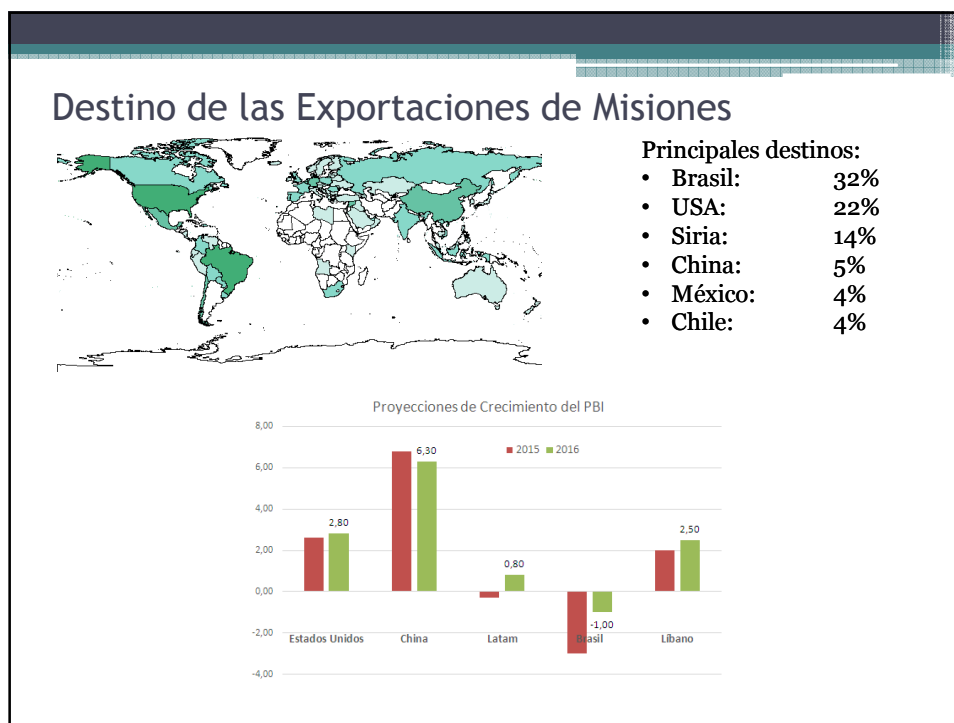 Destino de las Exportaciones de Misiones
Principales destinos:
• Brasil: 32%
• USA: 22%
• Siria: 14%
• China: 5%
• México: 4%
• Chile: 4%
Proyecciones de Crecimiento del PBI
8,00
6,00
4,00
2,00
0,00
-2,00
-4,00
2015 2016
2,80
6,30
0,80
-1,00
2,50
Estados Unidos China Latam Brasil Líbano